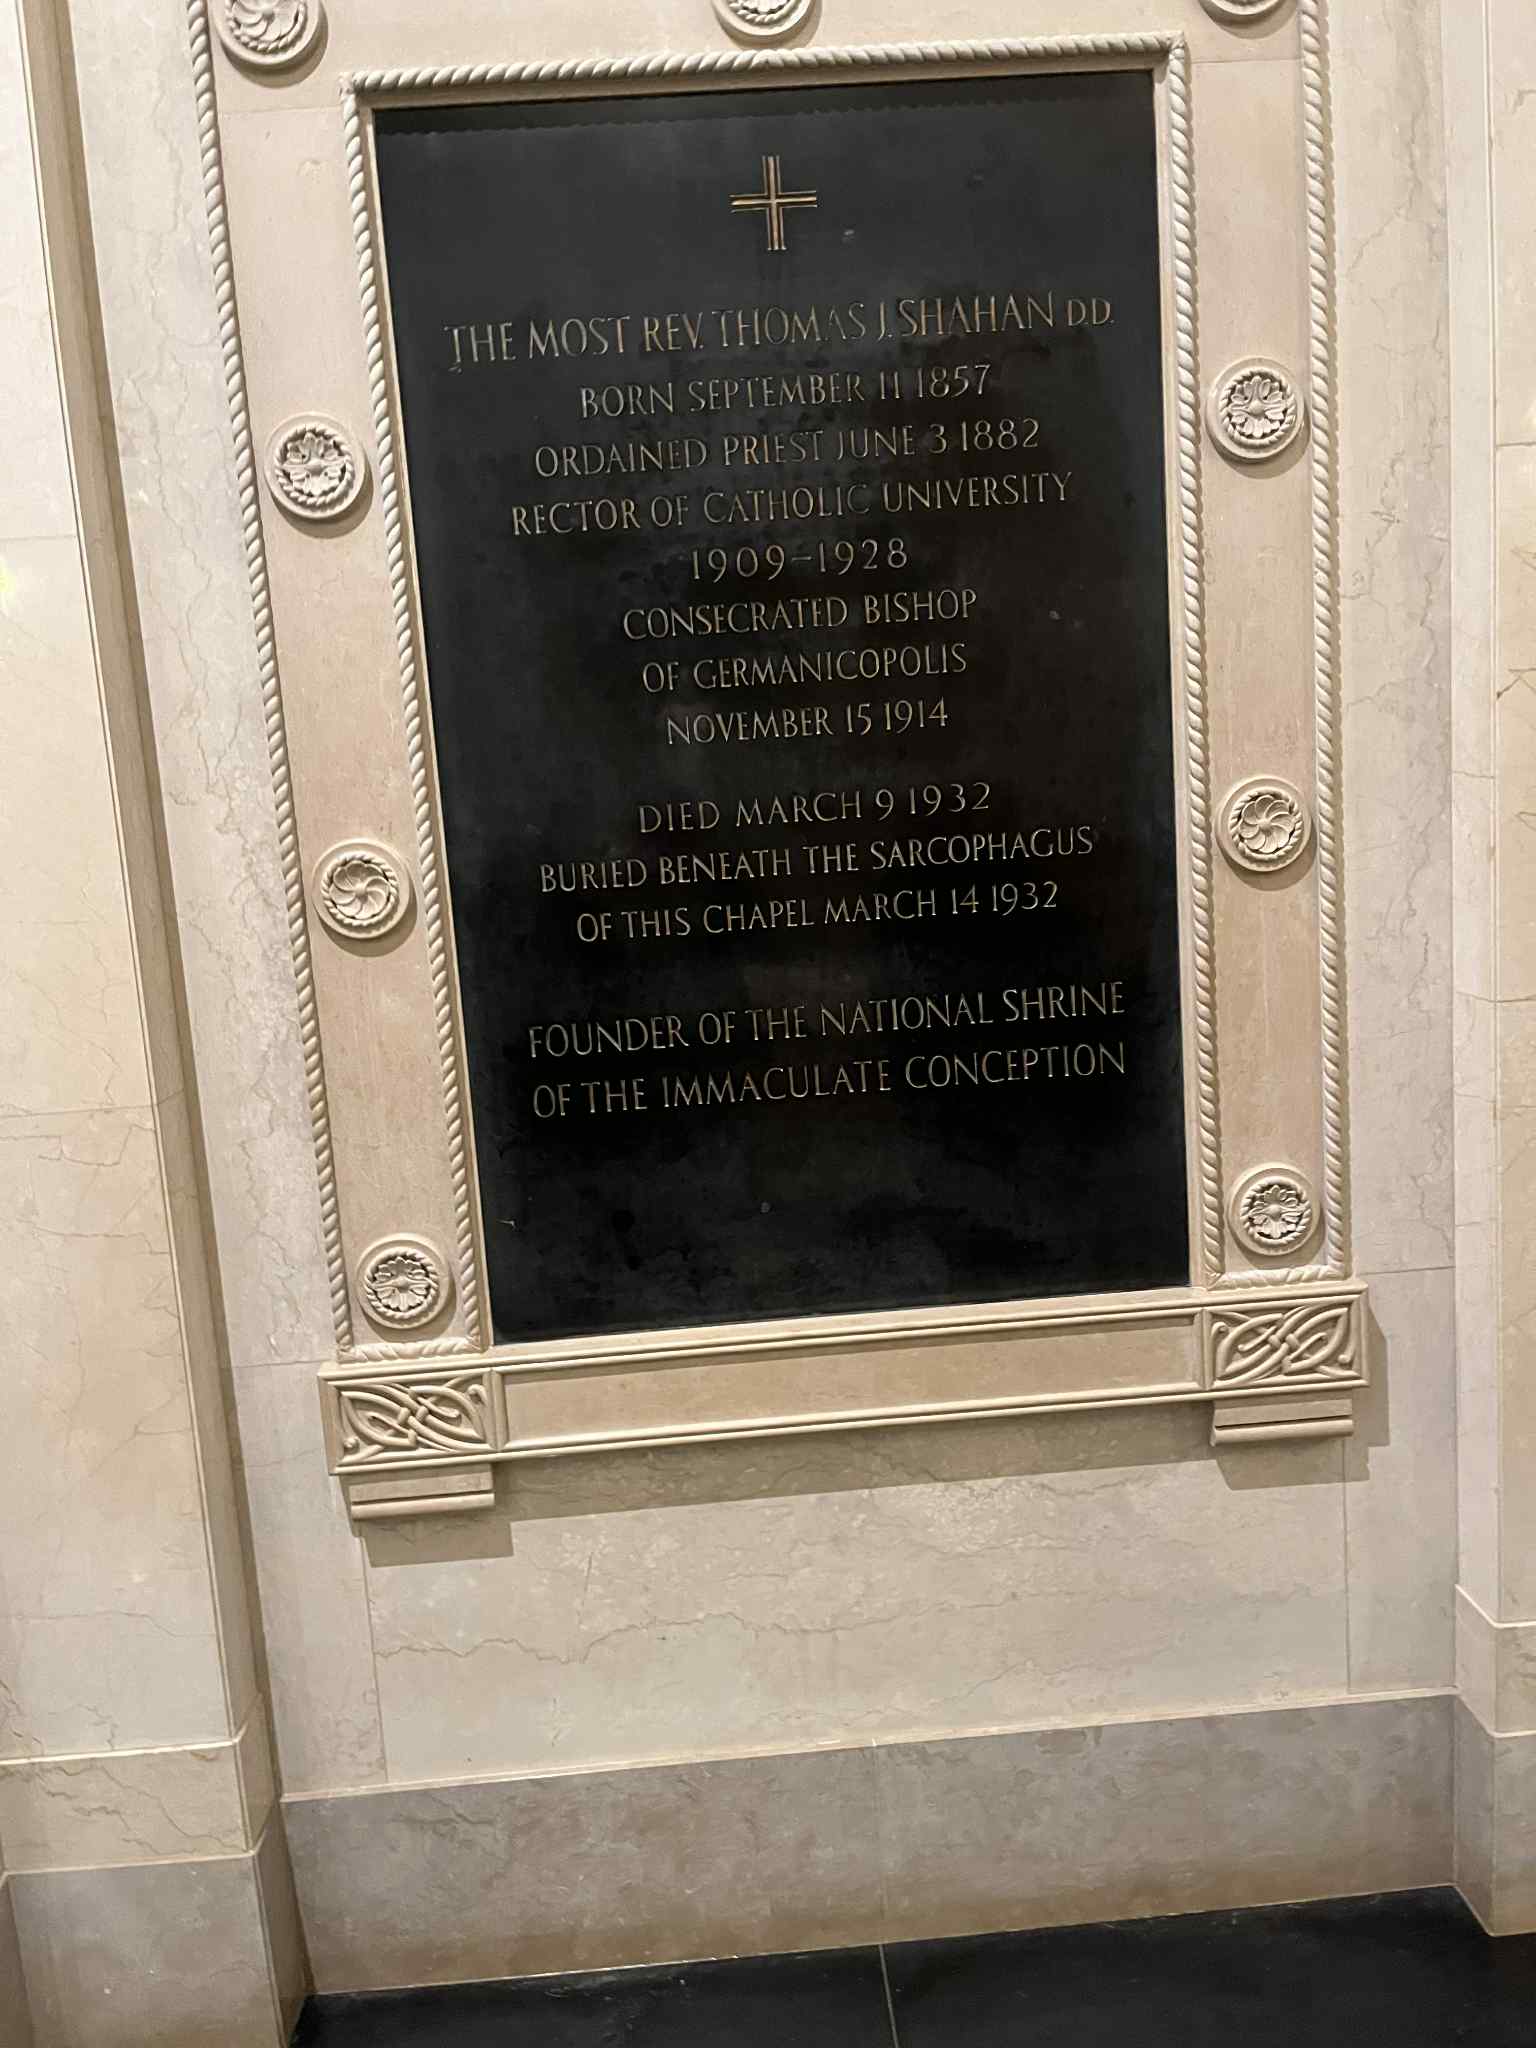 THE MOST REV. THOMAS J. SHAHAN D.D.
BORN SEPTEMBER 11 1857
ORDAINED PRIEST JUNE 3 1882
RECTOR OF CATHOLIC UNIVERSITY
1909–1928
CONSECRATED BISHOP
OF GERMANICOPOLIS
NOVEMBER 15 1914
DIED MARCH 9 1932
BURIED BENEATH THE SARCOPHAGUS
OF THIS CHAPEL MARCH 14 1932
FOUNDER OF THE NATIONAL SHRINE
OF THE IMMACULATE CONCEPTION